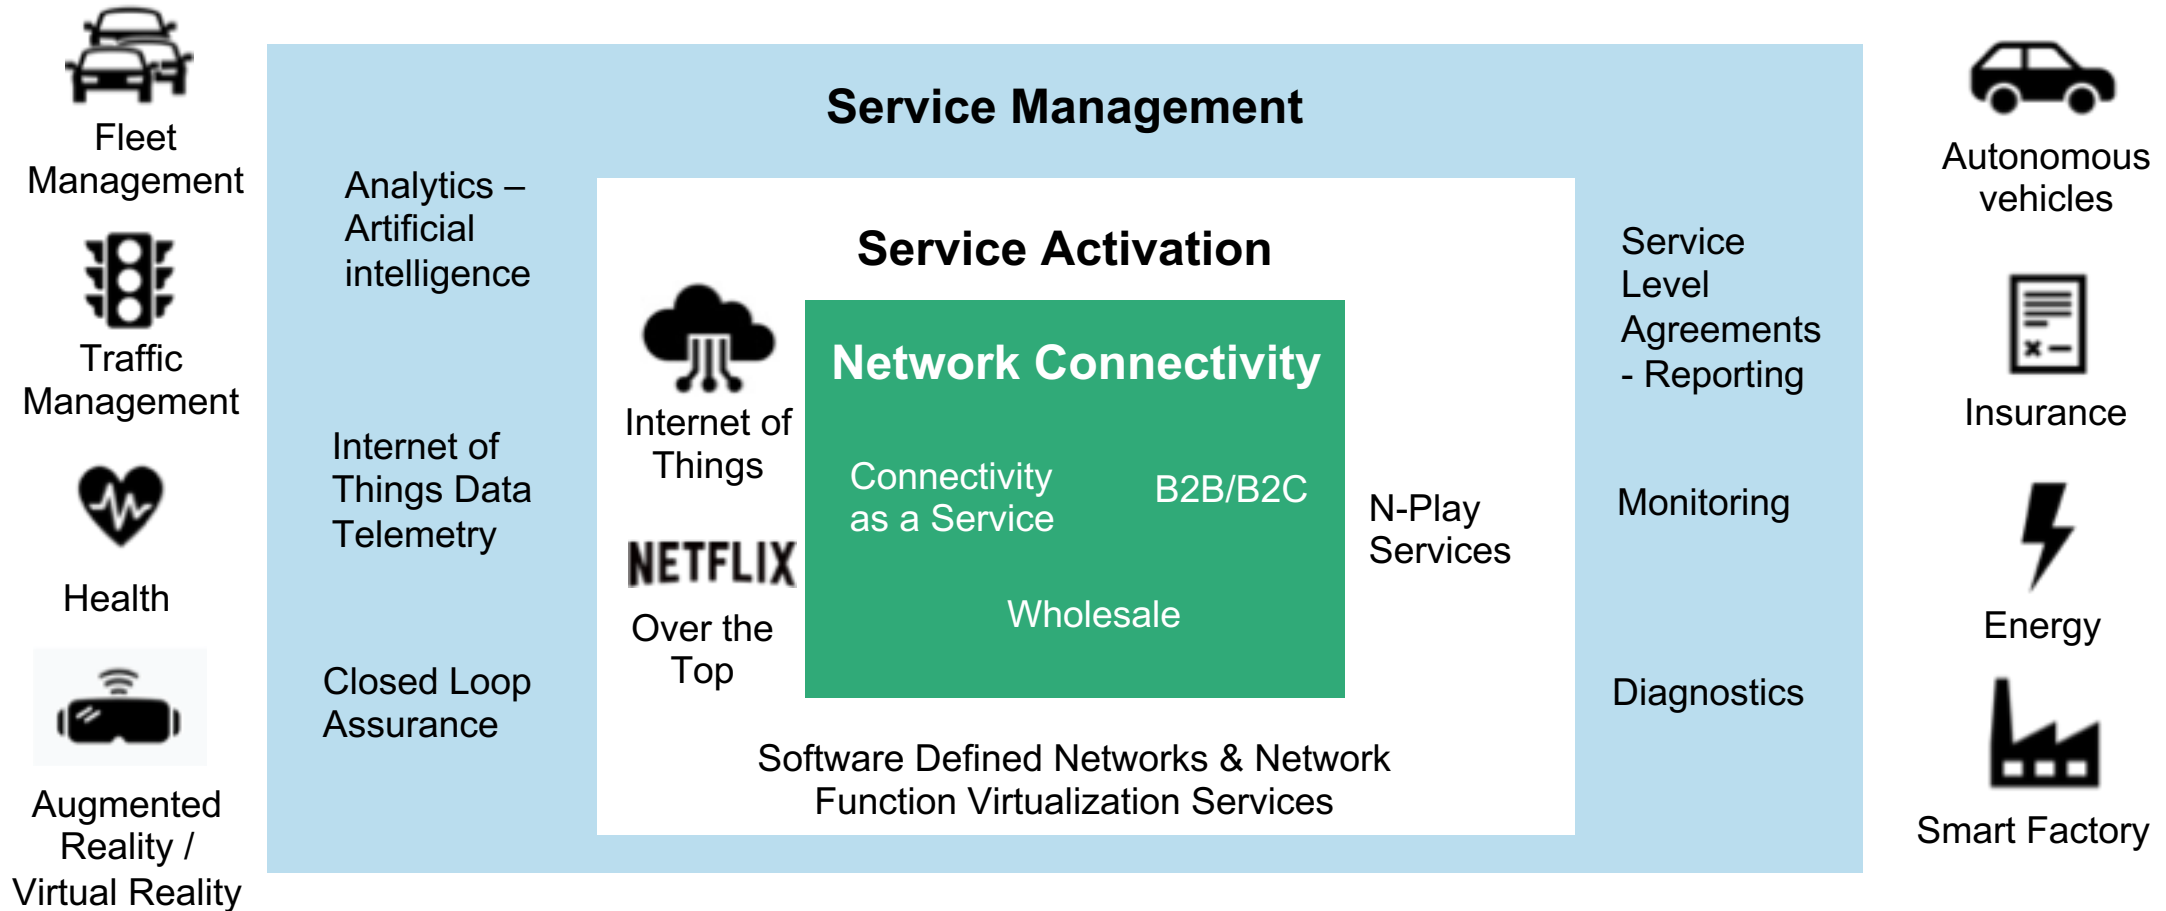 Fleet
Management
Traffic
Management
Health
Augmented
Reality /
Virtual Reality
Service Management
Analytics –
Artificial
intelligence
Internet of
Things Data
Telemetry
Closed Loop
Assurance
Service Activation
Internet of
Things
NETFLIX
Over the
Top
Network Connectivity
Connectivity
as a Service
B2B/B2C
Wholesale
N-Play
Services
Software Defined Networks & Network
Function Virtualization Services
Service
Level
Agreements
- Reporting
Monitoring
Diagnostics
Autonomous
vehicles
Insurance
Energy
Smart Factory